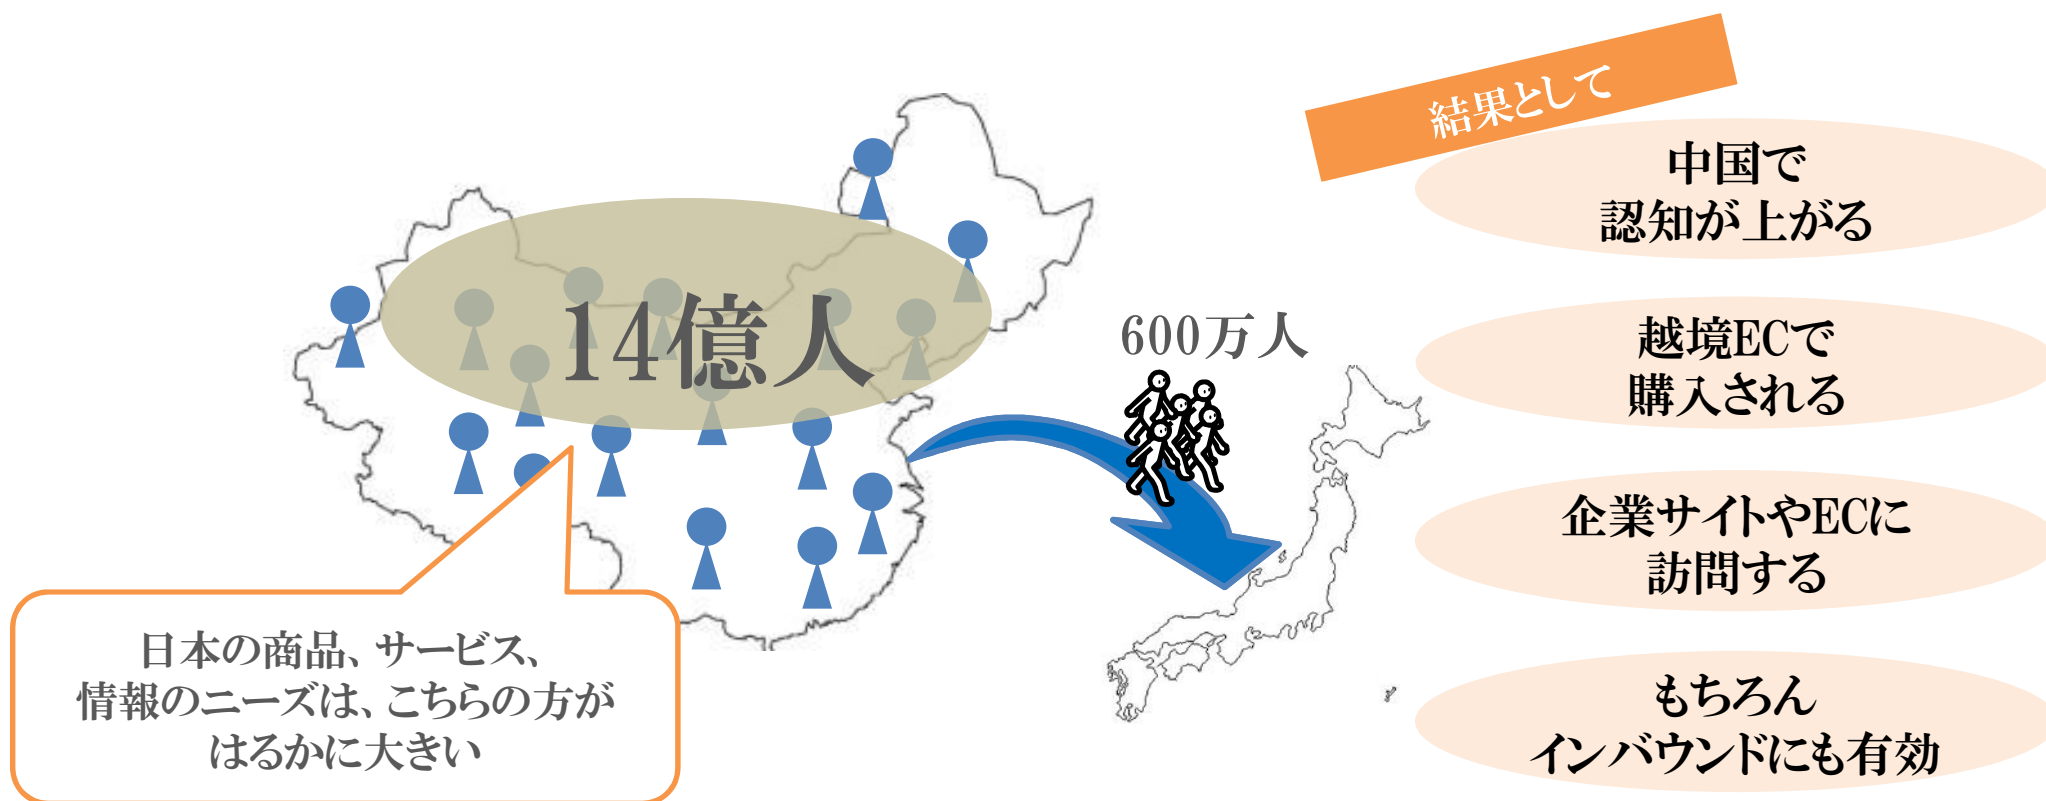 14億人
600万人
日本の商品、サービス、
情報のニーズは、こちらの方が
はるかに大きい
結果として
中国で
認知が上がる
越境ECで
購入される
企業サイトやECに
訪問する
もちろん
インバウンドにも有効